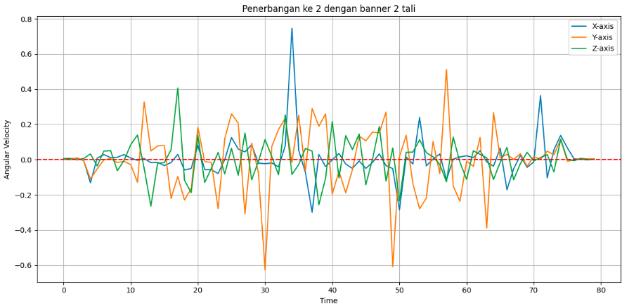 Penerbangan ke 2 dengan banner 2 tali
0.8
0.6
0.4
0.2
0.0
−0.2
−0.4
−0.6
Angular Velocity
X-axis
Y-axis
Z-axis
0 10 20 30 40 50 60 70 80
Time